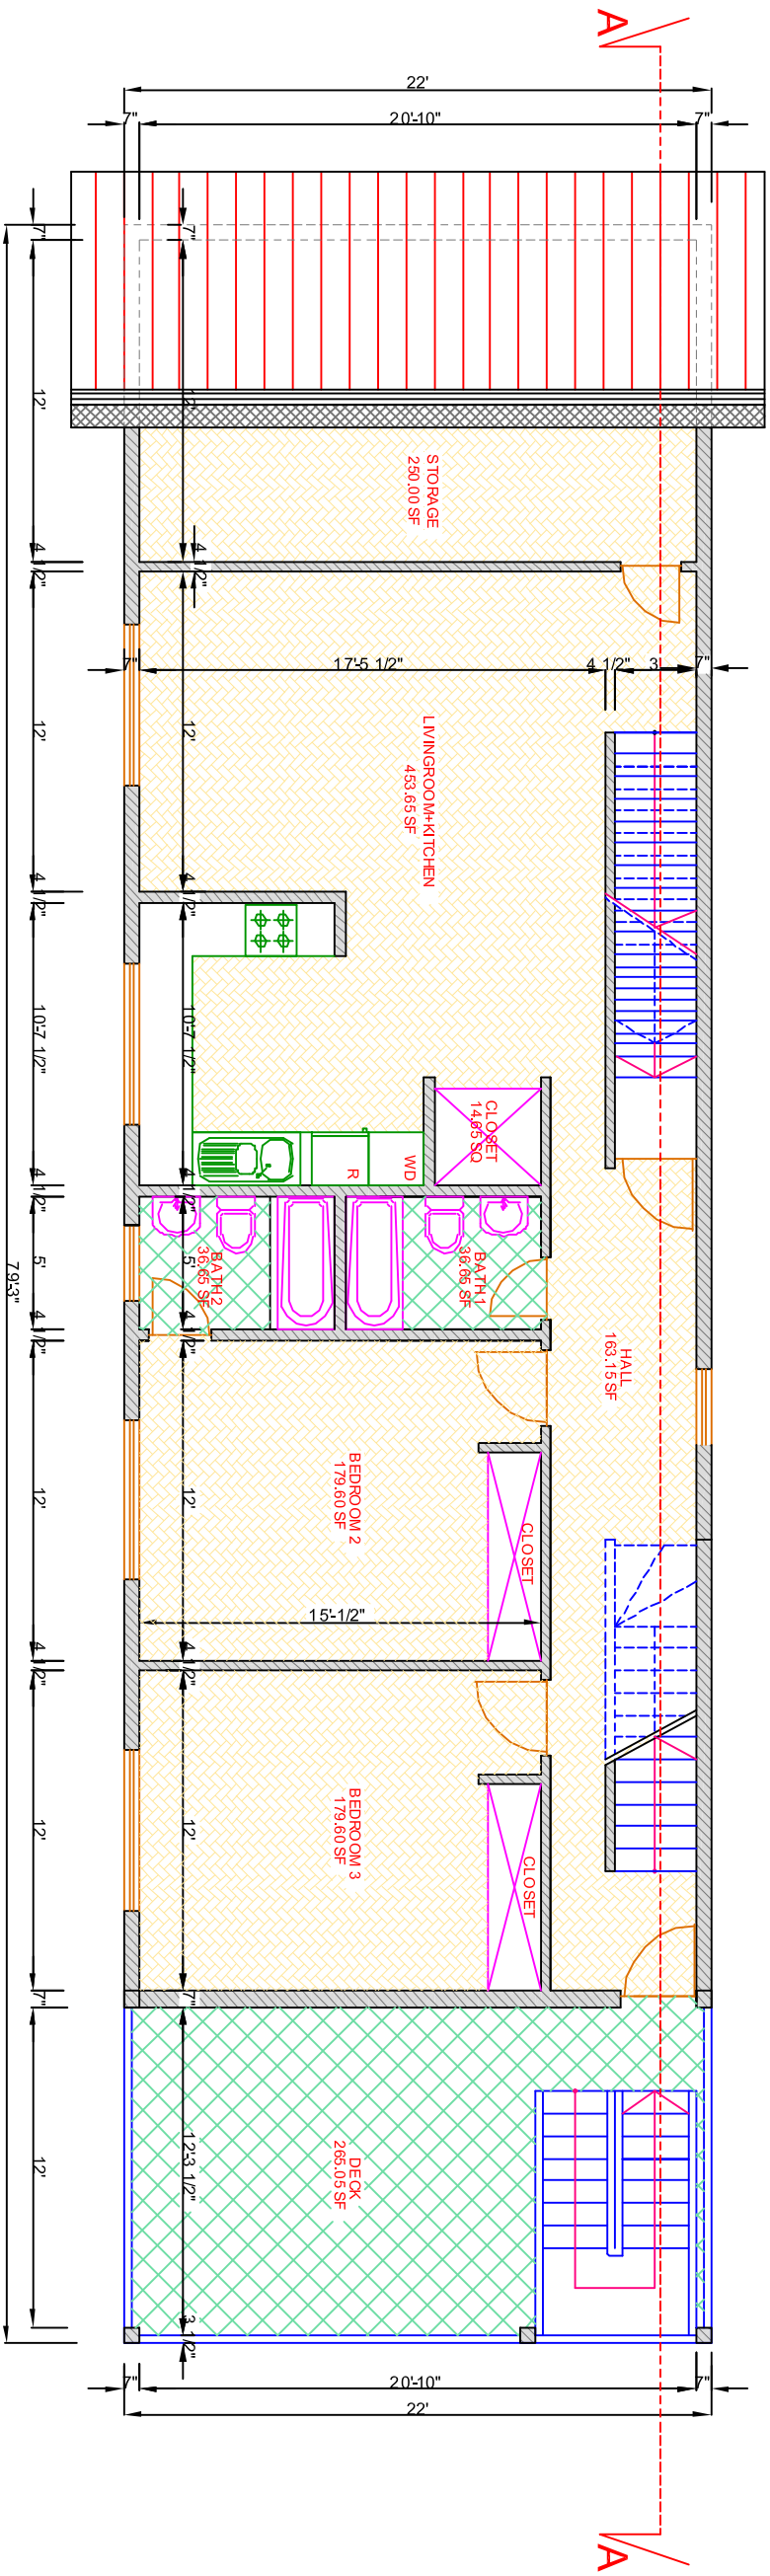 A
22'
7"
20'-10"
7"
7"
7"
12'
12'
STORAGE
250.00 SF
4 1/2"
4 1/2"
7"
17'-5 1/2"
4 1/2"
3
7"
12'
12'
LIVINGROOM+KITCHEN
453.65 SF
4 1/2"
4 1/2"
10'-7 1/2"
10'-7 1/2"
CLOSET
14.65 SQ
WD
R
4 1/2"
4 1/2"
5'
5'
BATH 2
36.65 SF
BATH 1
36.65 SF
4 1/2"
4 1/2"
HALL
163.15 SF
79'-3"
12'
12'
BEDROOM 2
179.60 SF
CLOSET
15'-1/2"
4 1/2"
4 1/2"
12'
12'
BEDROOM 3
179.60 SF
CLOSET
7"
7"
12'
12'-3 1/2"
DECK
265.05 SF
3 1/2"
7"
20'-10"
7"
22'
A